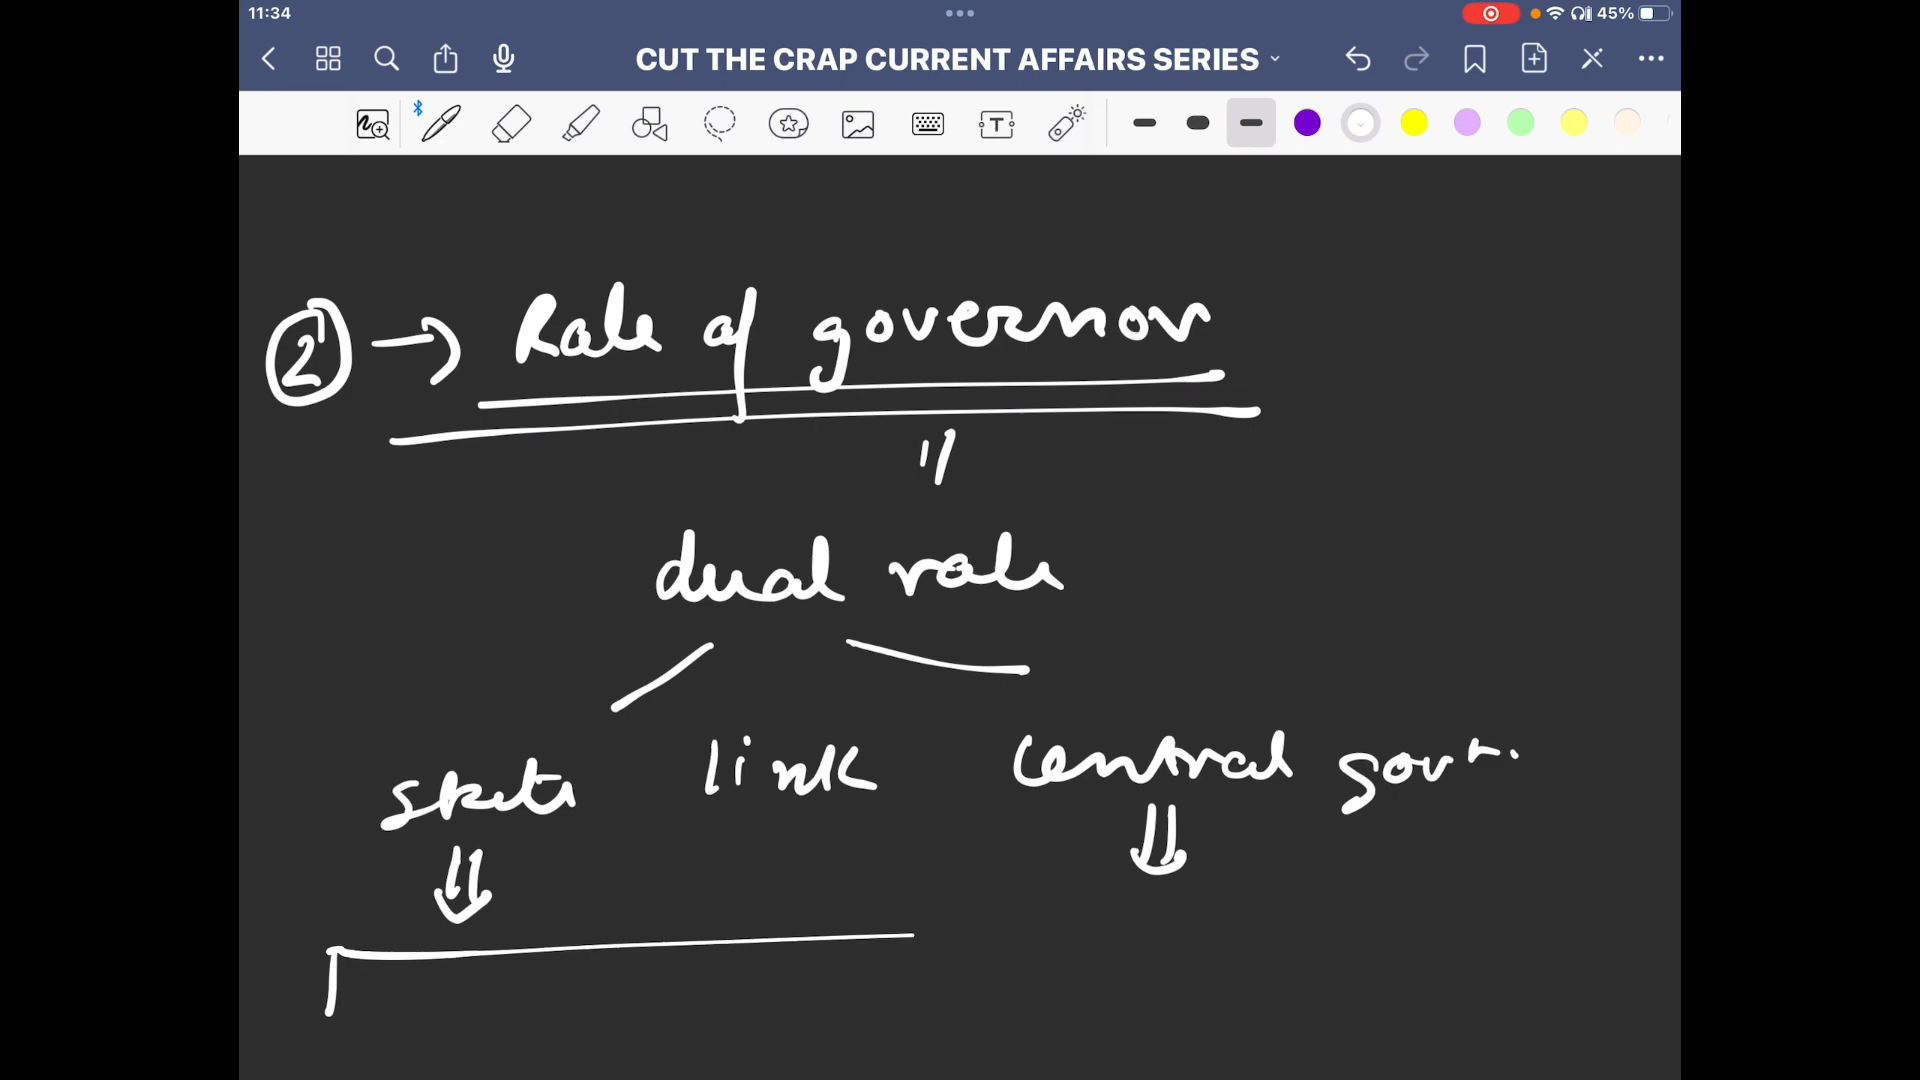 11:34
45%
CUT THE CRAP CURRENT AFFAIRS SERIES
T
② → Role of governor
dual role
state link central govt.